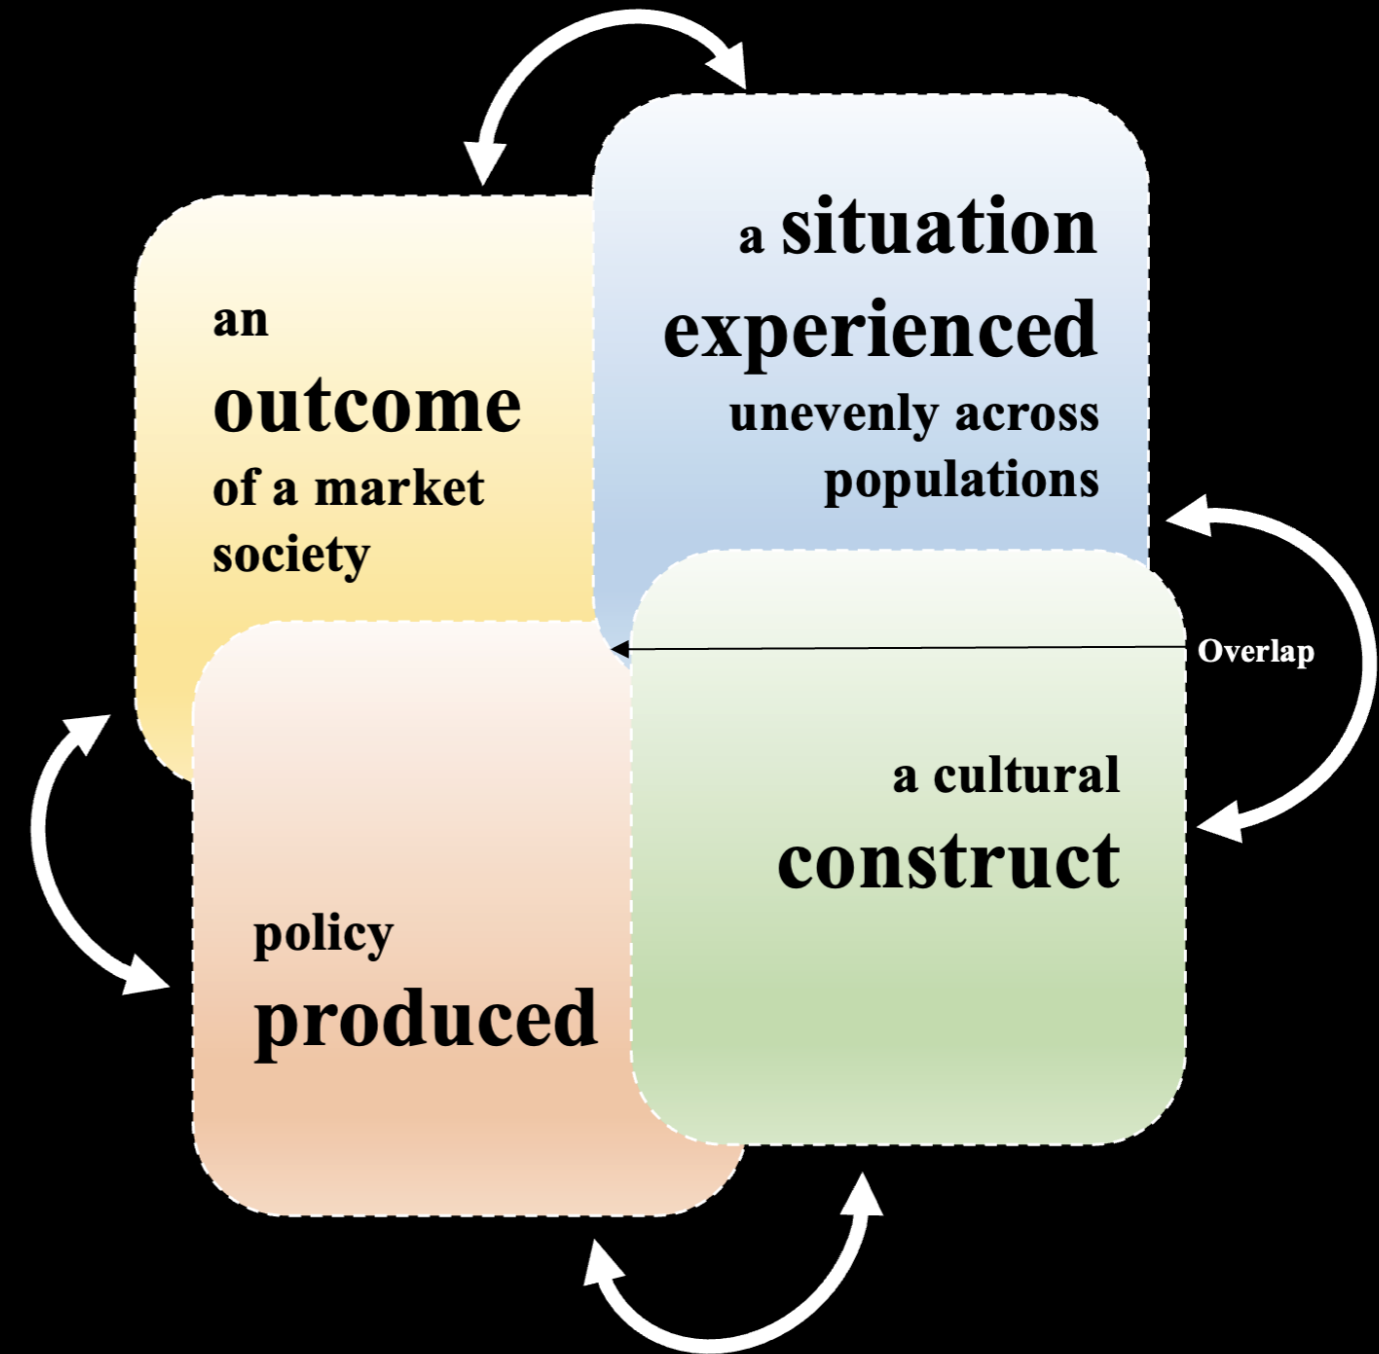 an
outcome
of a market
society
a situation
experienced
unevenly across
populations
Overlap
policy
produced
a cultural
construct